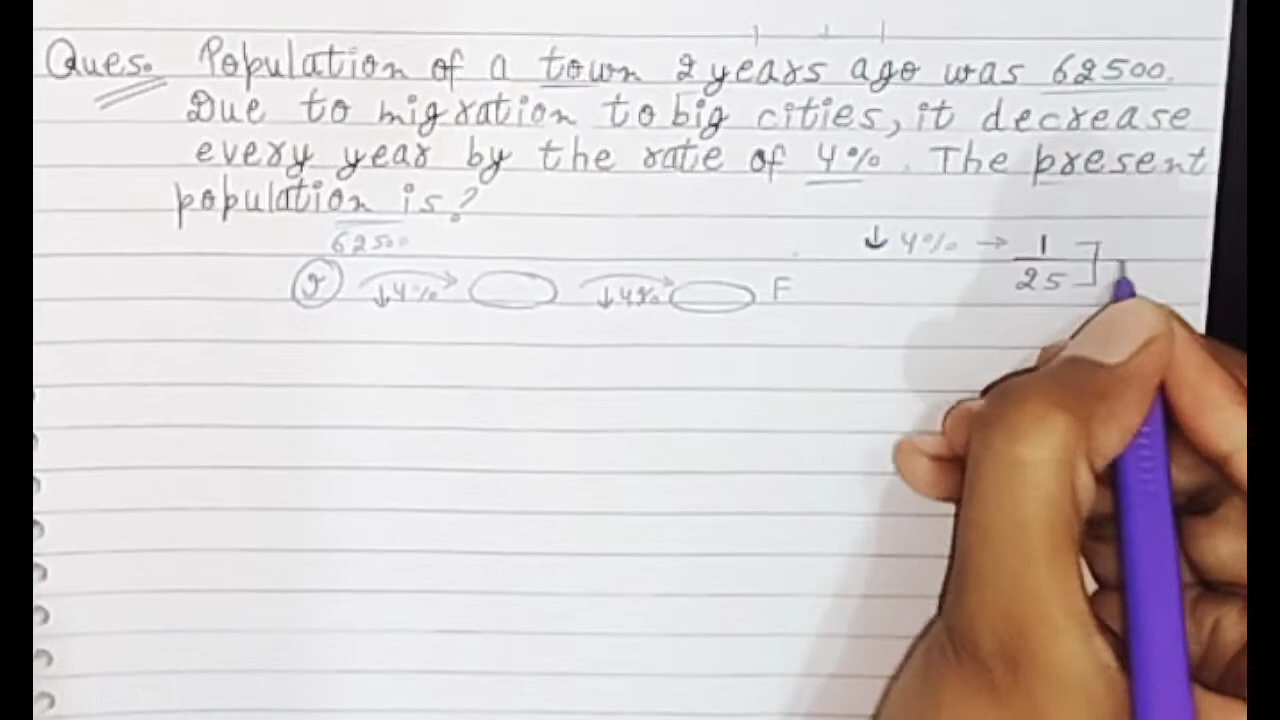 Ques. Population of a town 2 years ago was 62500.
Due to migration to big cities, it decrease
every year by the rate of 4%. The present
population is?
62500
↓ 4% → 1/25
↓4% ↓4% F